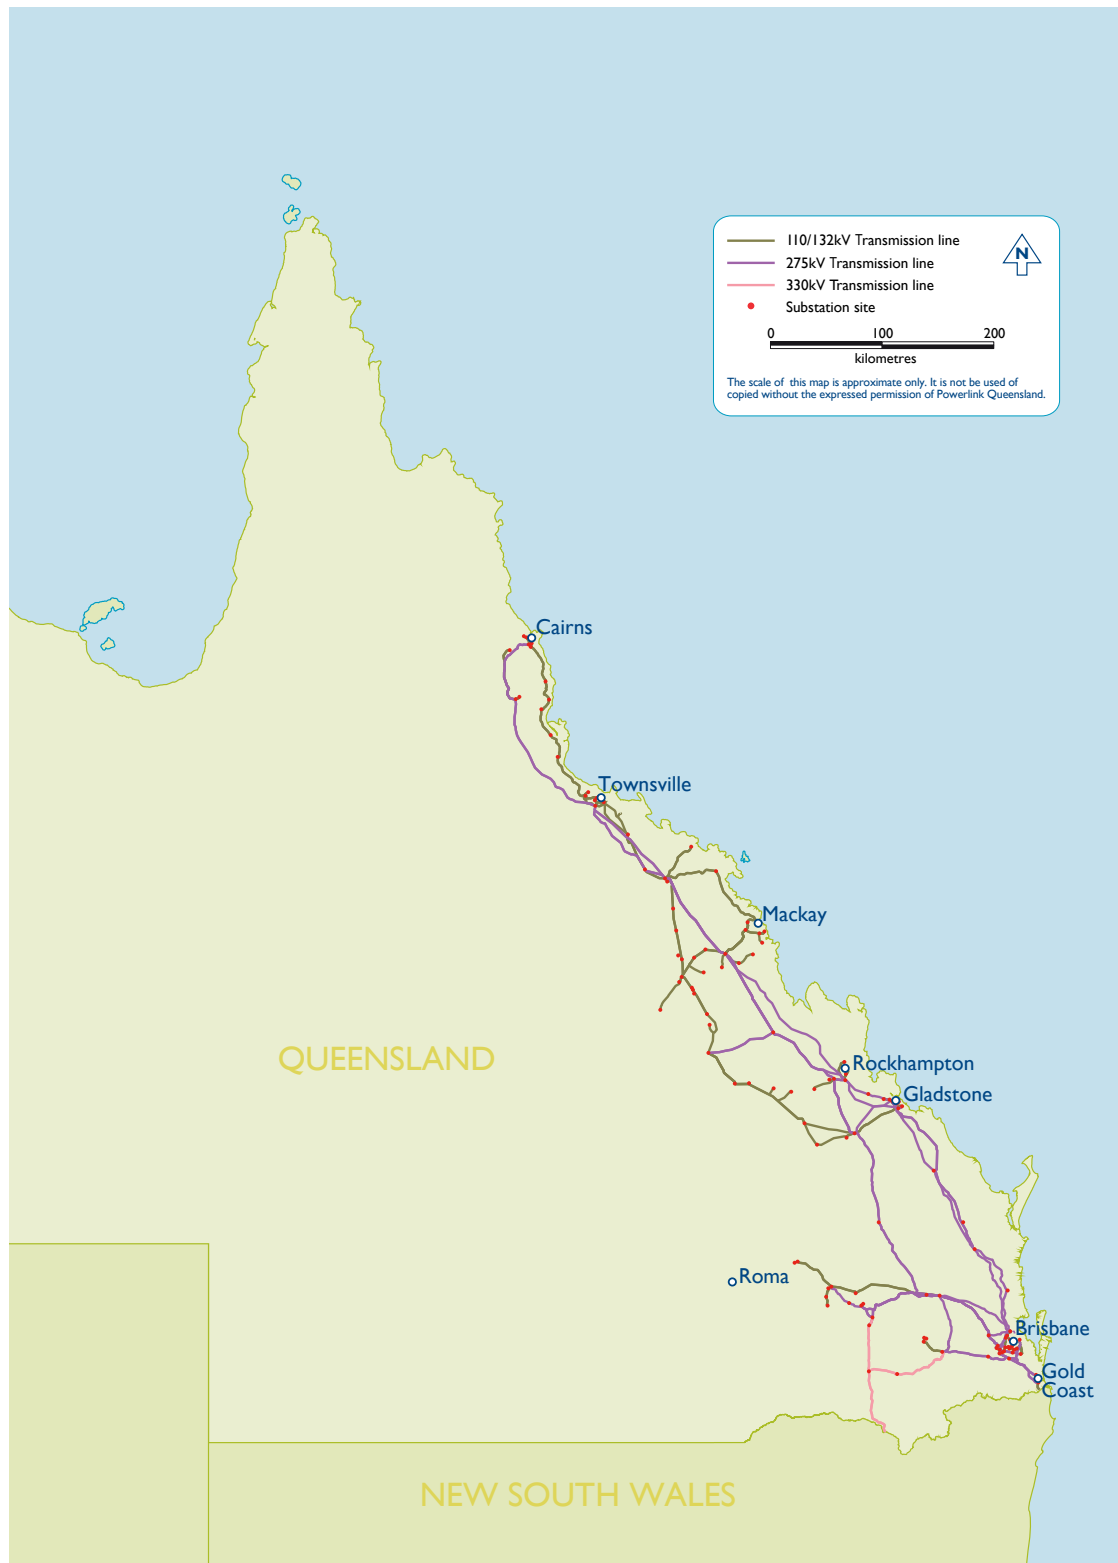 110/132kV Transmission line
N
275kV Transmission line
330kV Transmission line
Substation site
0 100 200
kilometres
The scale of this map is approximate only. It is not be used of
copied without the expressed permission of Powerlink Queensland.
Cairns
Townsville
Mackay
QUEENSLAND
Rockhampton
Gladstone
Roma
Brisbane
Gold
Coast
NEW SOUTH WALES